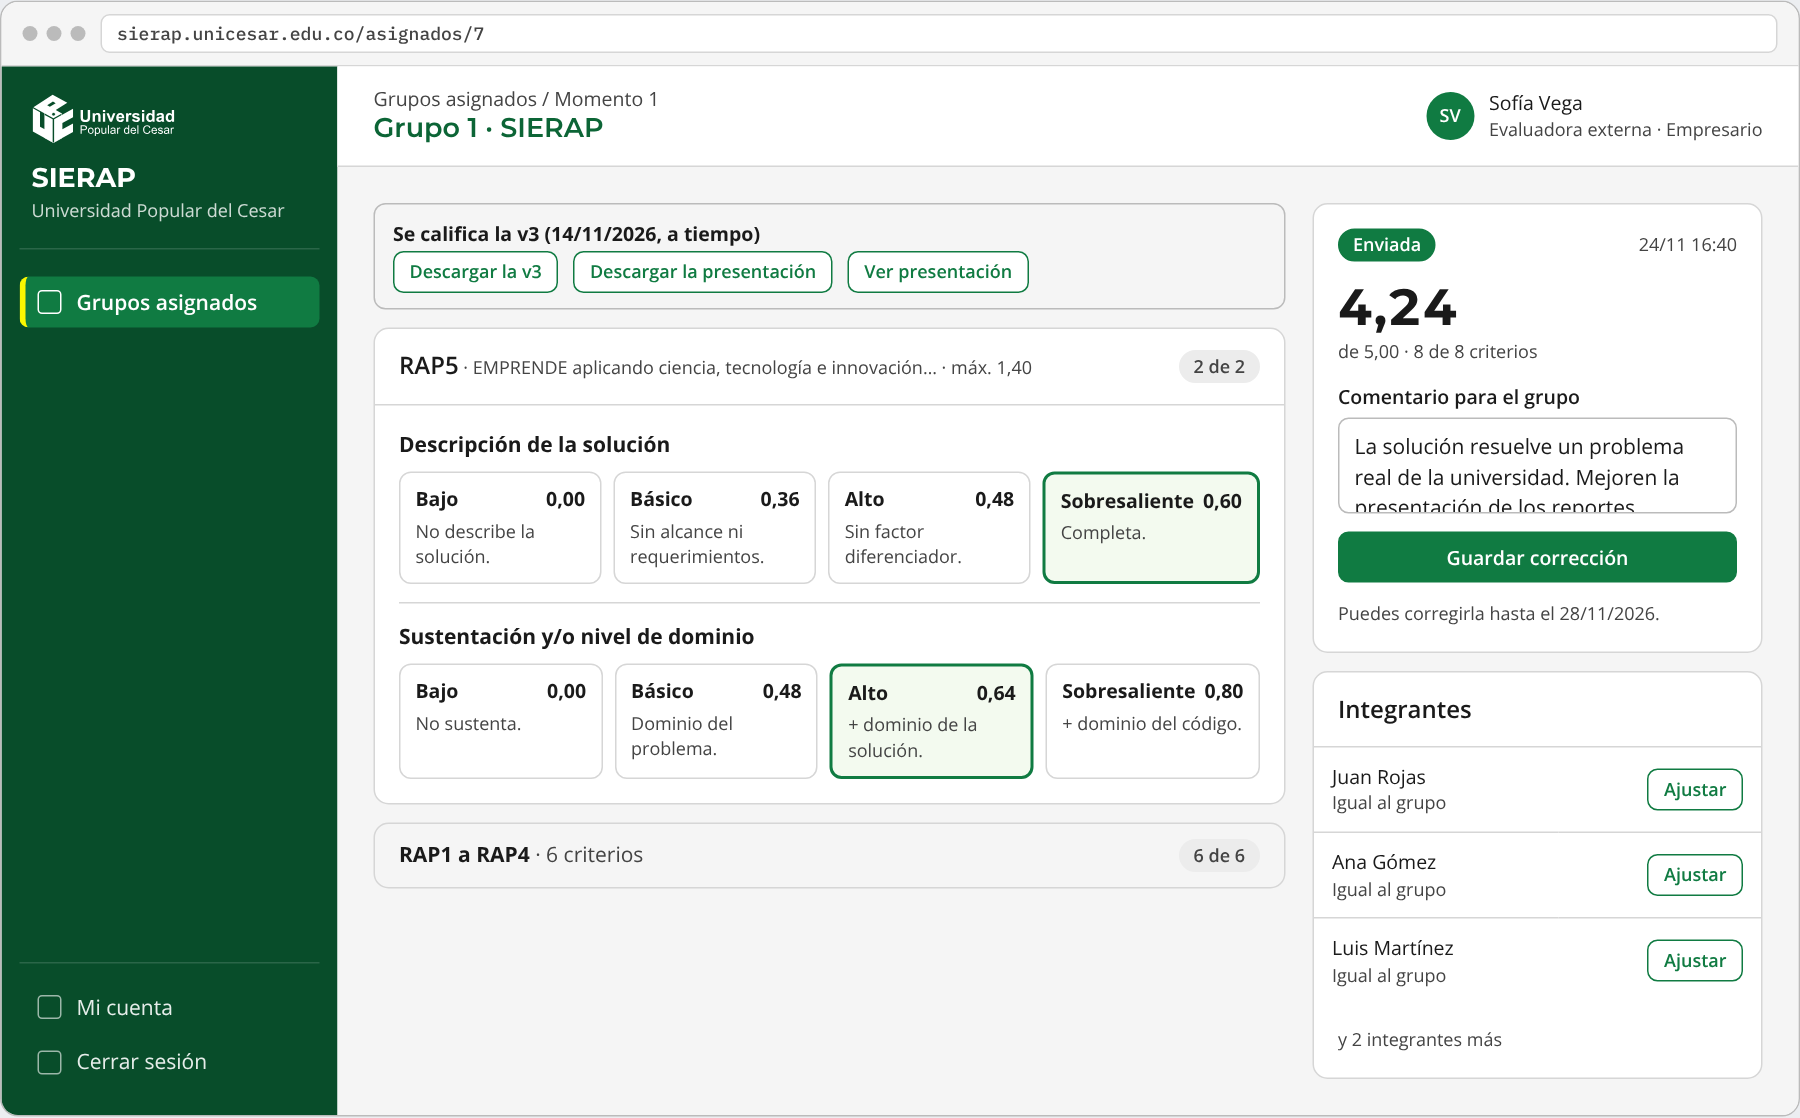 sierap.unicesar.edu.co/asignados/7
Universidad
Popular del Cesar
SIERAP
Universidad Popular del Cesar
Grupos asignados
Mi cuenta
Cerrar sesión
Grupos asignados / Momento 1
Grupo 1 · SIERAP
SV
Sofía Vega
Evaluadora externa · Empresario
Se califica la v3 (14/11/2026, a tiempo)
Descargar la v3
Descargar la presentación
Ver presentación
RAP5 · EMPRENDE aplicando ciencia, tecnología e innovación... · máx. 1,40
2 de 2
Descripción de la solución
Bajo 0,00
No describe la
solución.
Básico 0,36
Sin alcance ni
requerimientos.
Alto 0,48
Sin factor
diferenciador.
Sobresaliente 0,60
Completa.
Sustentación y/o nivel de dominio
Bajo 0,00
No sustenta.
Básico 0,48
Dominio del
problema.
Alto 0,64
+ dominio de la
solución.
Sobresaliente 0,80
+ dominio del código.
RAP1 a RAP4 · 6 criterios
6 de 6
Enviada
24/11 16:40
4,24
de 5,00 · 8 de 8 criterios
Comentario para el grupo
La solución resuelve un problema
real de la universidad. Mejoren la
presentación de los reportes
Guardar corrección
Puedes corregirla hasta el 28/11/2026.
Integrantes
Juan Rojas
Igual al grupo
Ajustar
Ana Gómez
Igual al grupo
Ajustar
Luis Martínez
Igual al grupo
Ajustar
y 2 integrantes más